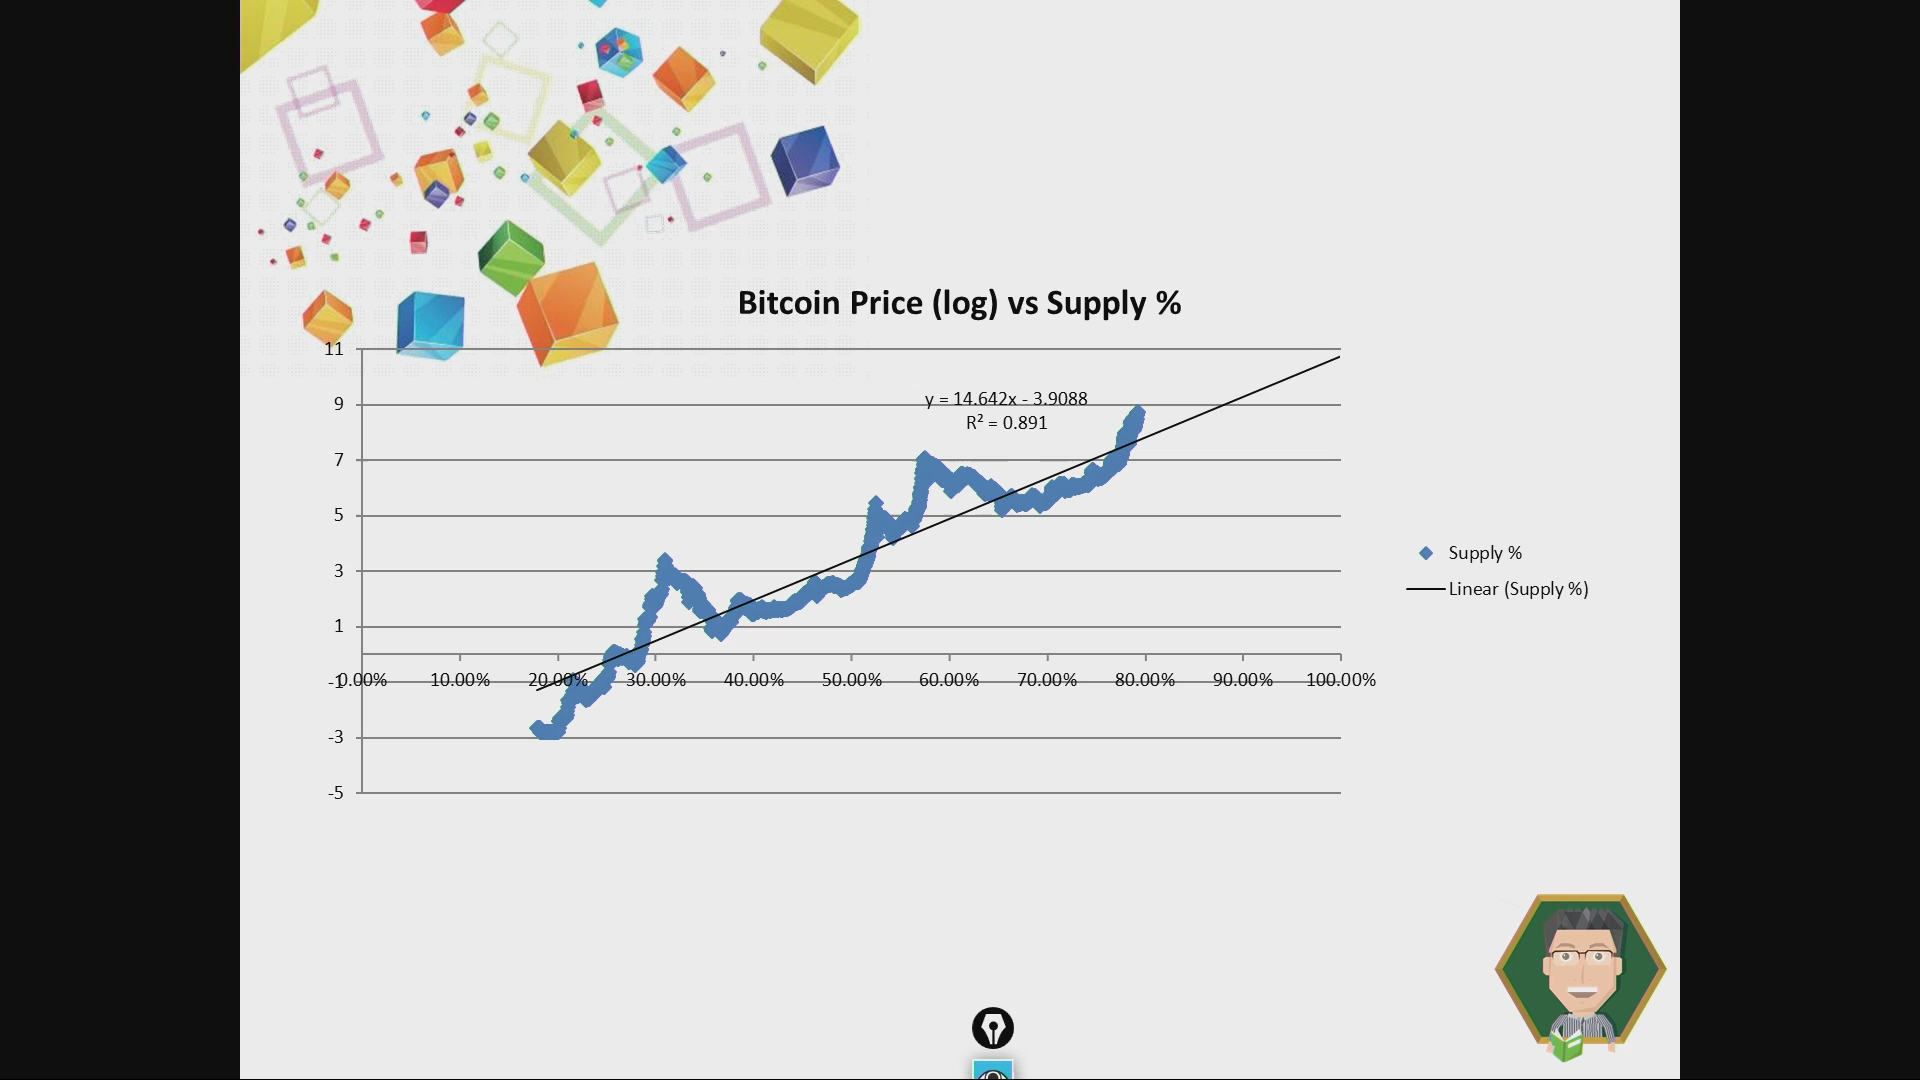 Bitcoin Price (log) vs Supply %
11
y = 14.642x - 3.9088
9
R² = 0.891
7
5
Supply %
3
Linear (Supply %)
1
-1
0.00% 10.00% 20.00% 30.00% 40.00% 50.00% 60.00% 70.00% 80.00% 90.00% 100.00%
-3
-5